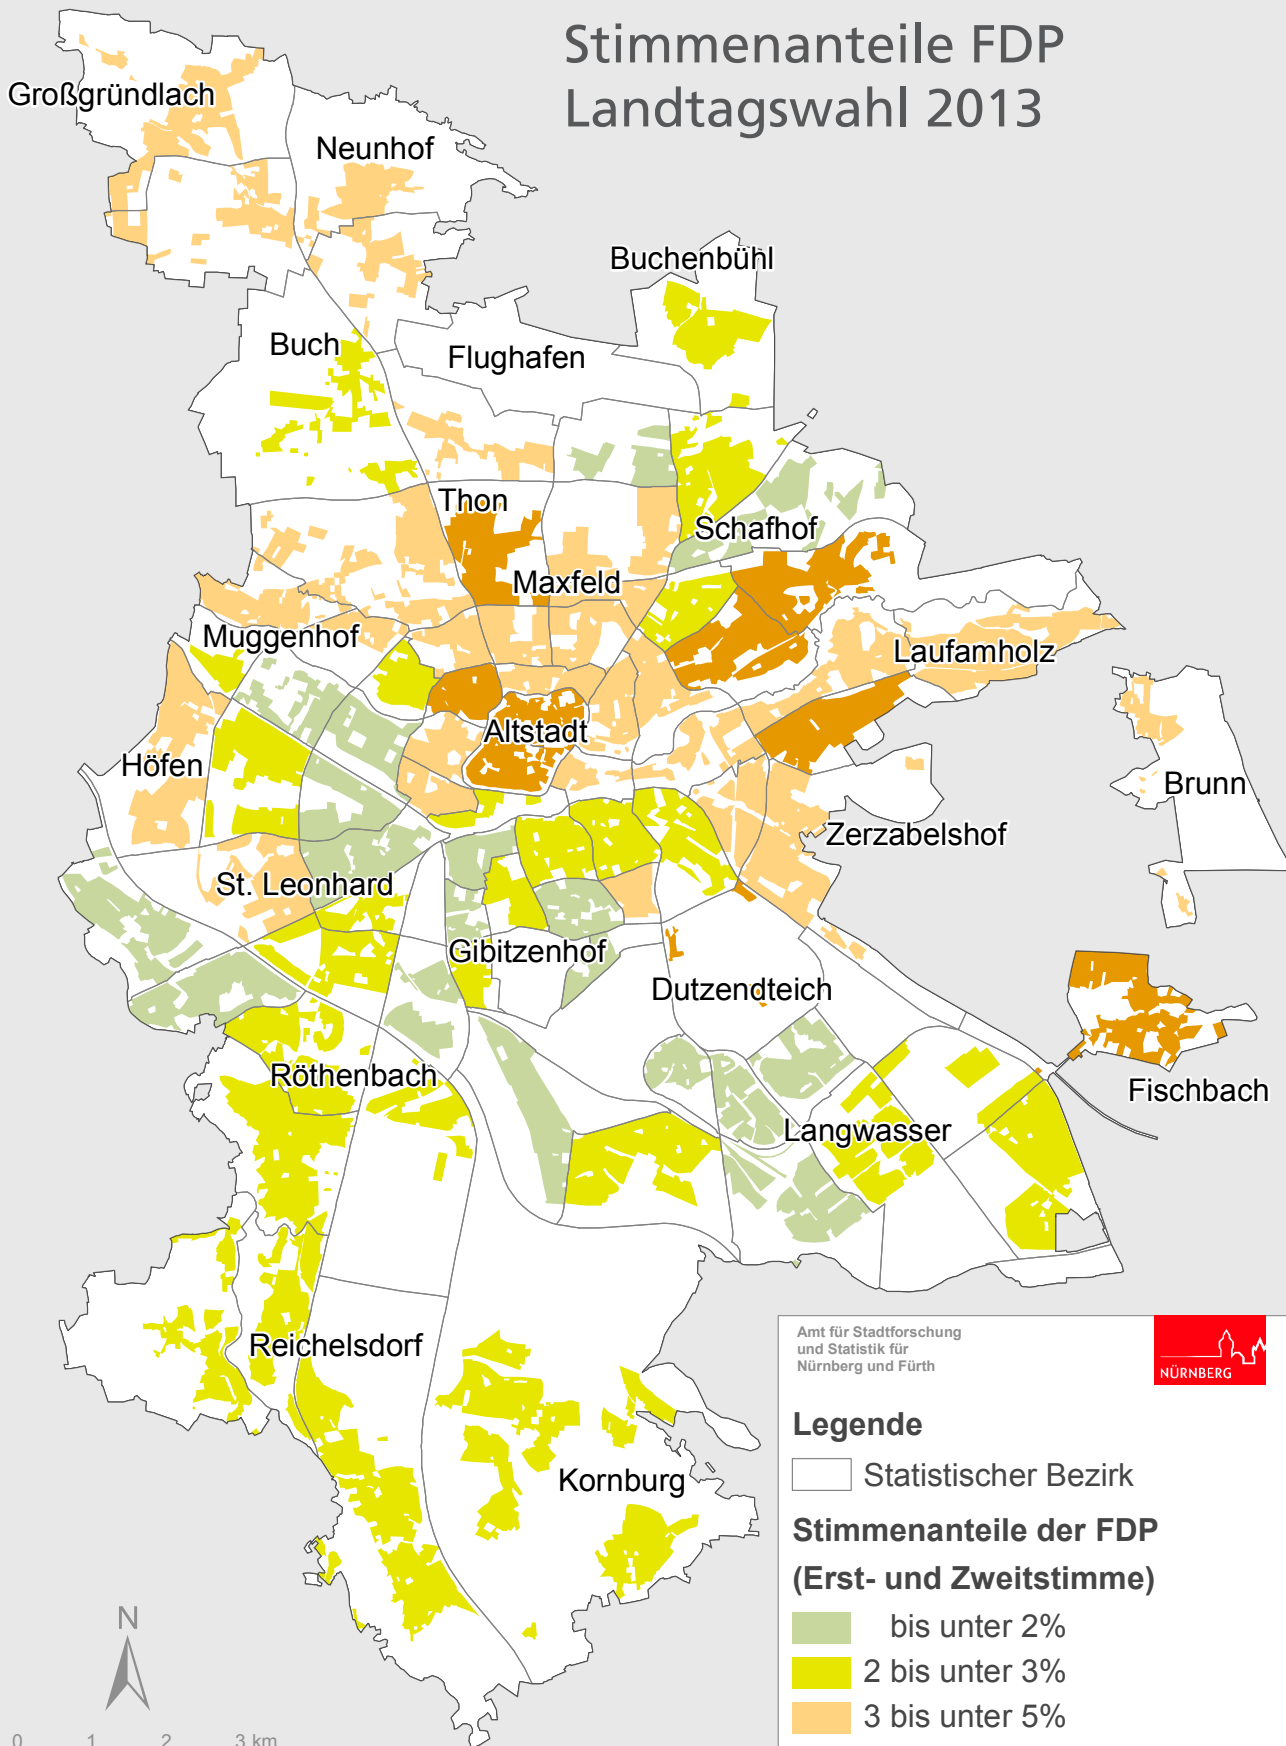 Stimmenanteile FDP
Landtagswahl 2013
Großgründlach
Neunhof
Buchenbühl
Buch
Flughafen
Thon
Schafhof
Maxfeld
Muggenhof
Laufamholz
Altstadt
Höfen
Brunn
Zerzabelshof
St. Leonhard
Gibitzenhof
Dutzendteich
Röthenbach
Fischbach
Langwasser
Reichelsdorf
Kornburg
Amt für Stadtforschung
und Statistik für
Nürnberg und Fürth
NÜRNBERG
Legende
Statistischer Bezirk
Stimmenanteile der FDP
(Erst- und Zweitstimme)
bis unter 2%
2 bis unter 3%
3 bis unter 5%
N
0 1 2 3 km